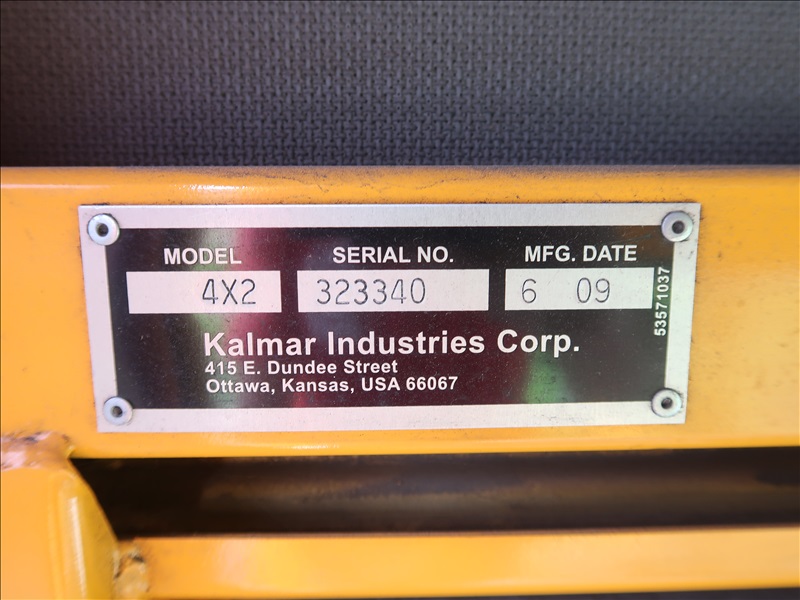 MODEL SERIAL NO. MFG. DATE
4X2 323340 6 09
53571037
Kalmar Industries Corp.
415 E. Dundee Street
Ottawa, Kansas, USA 66067